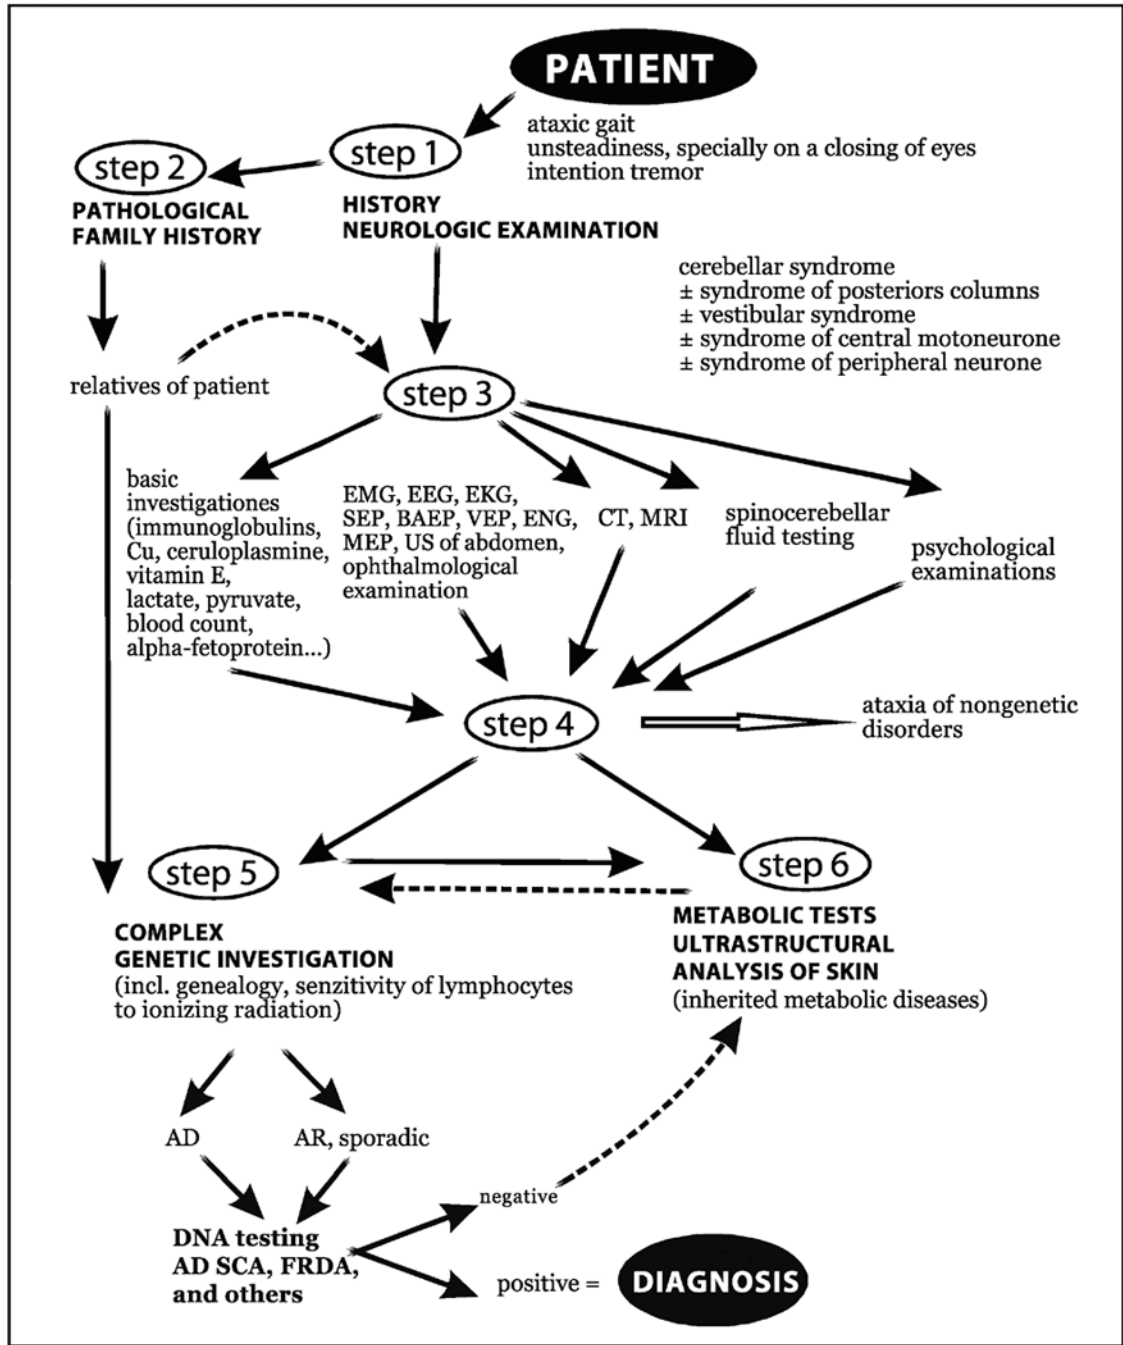 PATIENT
ataxic gait
unsteadiness, specially on a closing of eyes
intention tremor
step 1
step 2
HISTORY
NEUROLOGIC EXAMINATION
PATHOLOGICAL
FAMILY HISTORY
cerebellar syndrome
± syndrome of posteriors columns
± vestibular syndrome
± syndrome of central motoneurone
± syndrome of peripheral neurone
relatives of patient
step 3
basic
investigationes
(immunoglobulins,
Cu, ceruloplasmine,
vitamin E,
lactate, pyruvate,
blood count,
alpha-fetoprotein...)
EMG, EEG, EKG,
SEP, BAEP, VEP, ENG,
MEP, US of abdomen,
ophthalmological
examination
CT, MRI
spinocerebellar
fluid testing
psychological
examinations
step 4
ataxia of nongenetic
disorders
step 5
COMPLEX
GENETIC INVESTIGATION
(incl. genealogy, senzitivity of lymphocytes
to ionizing radiation)
step 6
METABOLIC TESTS
ULTRASTRUCTURAL
ANALYSIS OF SKIN
(inherited metabolic diseases)
AD
AR, sporadic
DNA testing
AD SCA, FRDA,
and others
negative
positive =
DIAGNOSIS